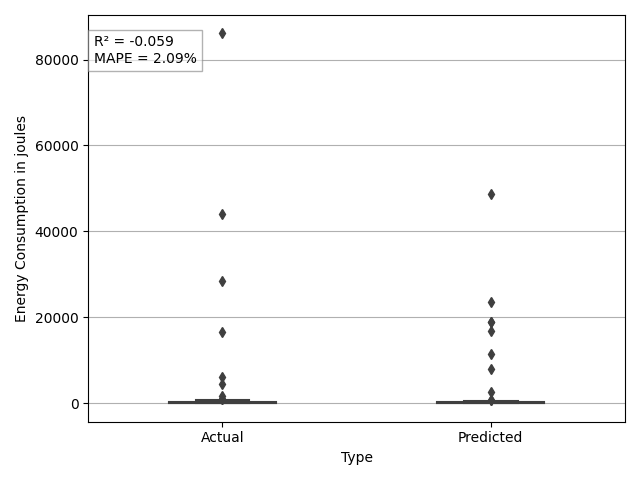 R² = -0.059
MAPE = 2.09%
80000
60000
40000
20000
0
Energy Consumption in joules
Actual
Predicted
Type